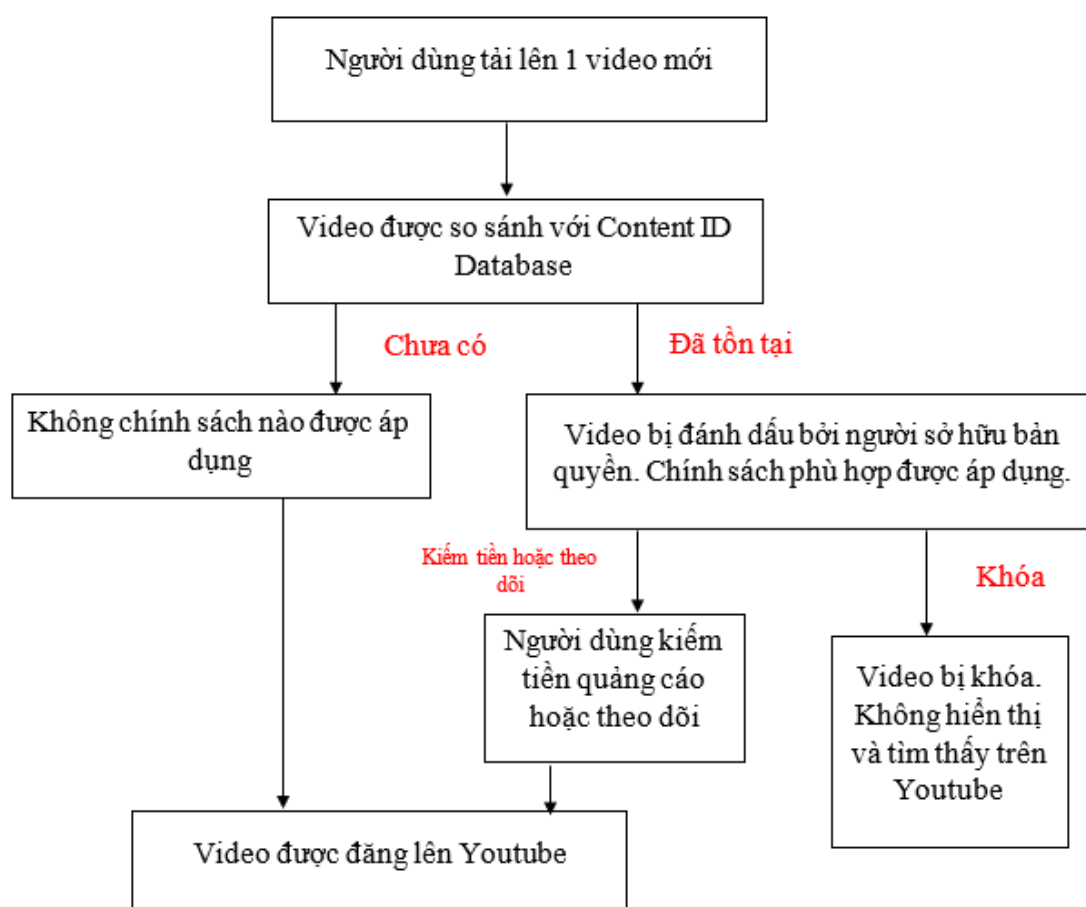 Người dùng tải lên 1 video mới
Video được so sánh với Content ID
Database
Chưa có
Đã tồn tại
Không chính sách nào được áp
dụng
Video bị đánh dấu bởi người sở hữu bản
quyền. Chính sách phù hợp được áp dụng.
Kiếm tiền hoặc theo
dõi
Khóa
Người dùng kiếm
tiền quảng cáo
hoặc theo dõi
Video bị khóa.
Không hiển thị
và tìm thấy trên
Youtube
Video được đăng lên Youtube